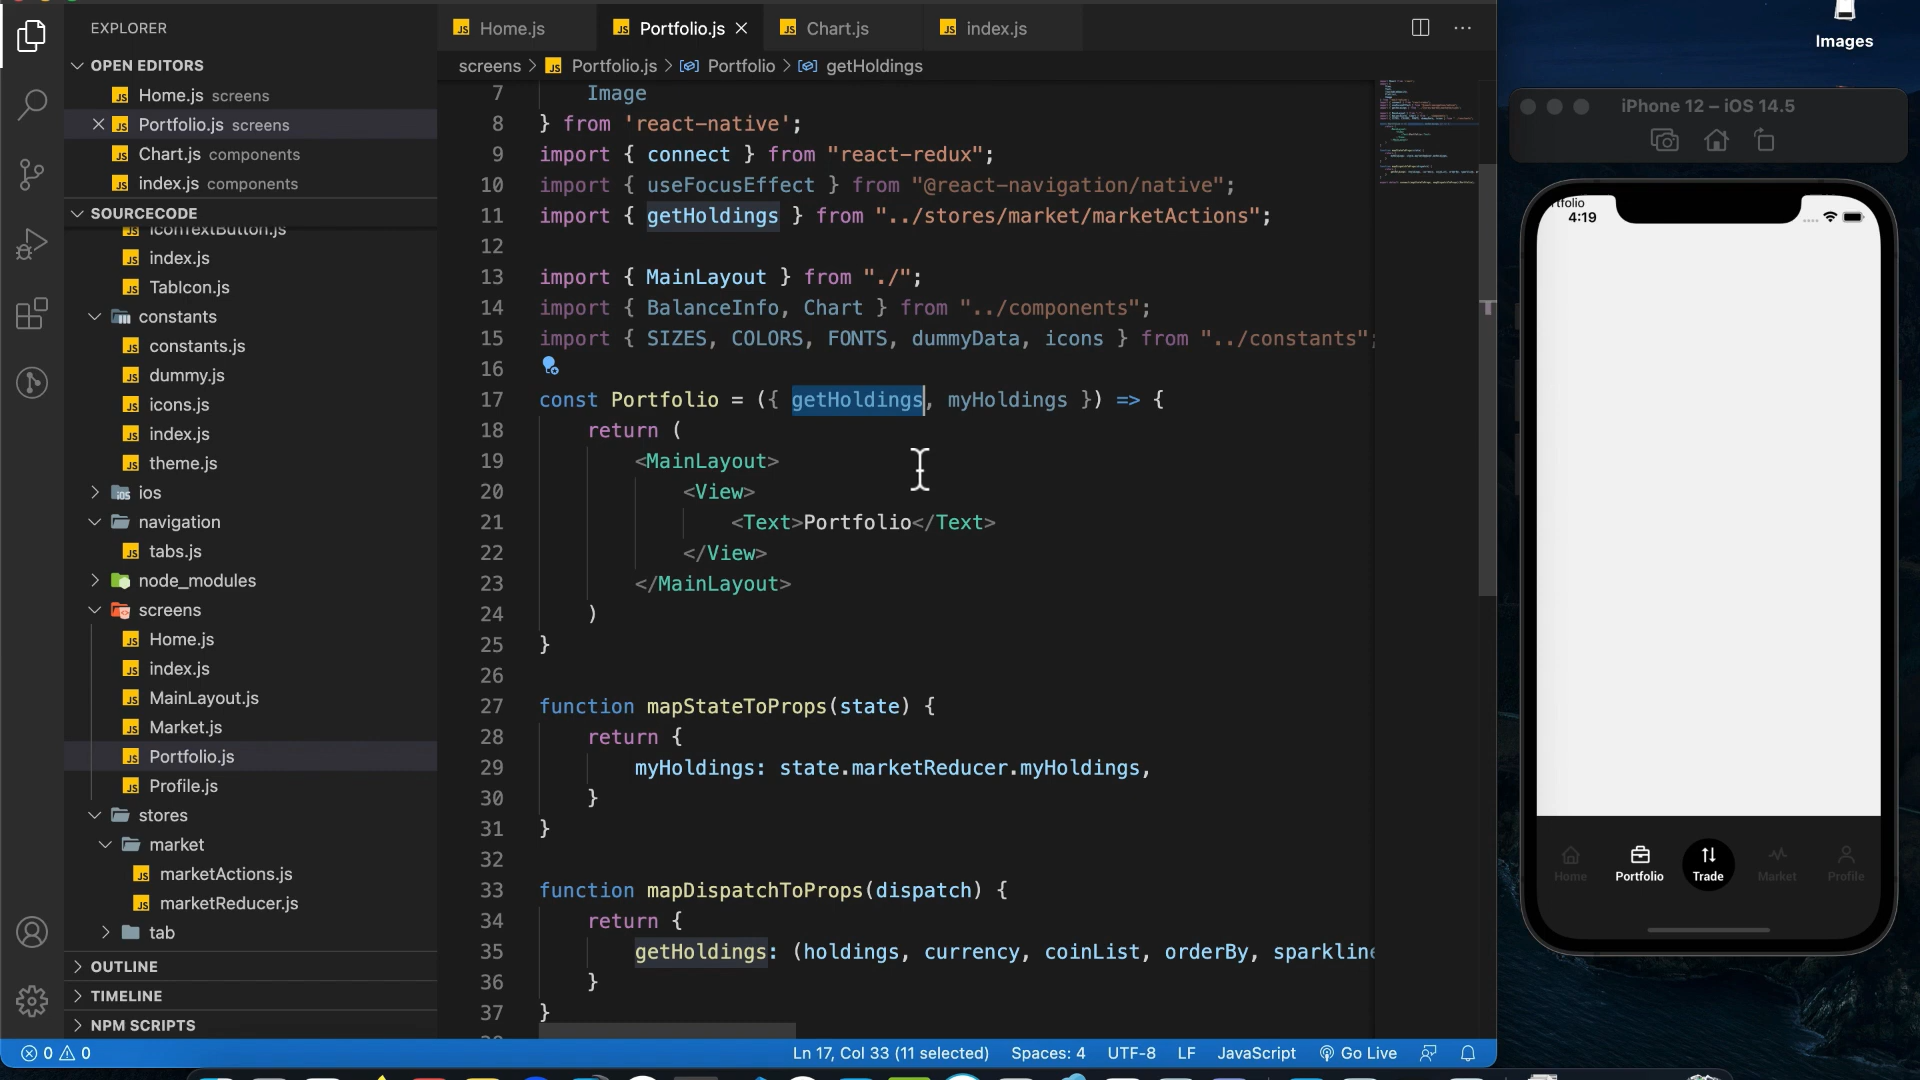 EXPLORER
OPEN EDITORS
Home.js screens
Portfolio.js screens
Chart.js components
index.js components
SOURCECODE
IconTextButton.js
index.js
TabIcon.js
constants
constants.js
dummy.js
icons.js
index.js
theme.js
ios
navigation
tabs.js
node_modules
screens
Home.js
index.js
MainLayout.js
Market.js
Portfolio.js
Profile.js
stores
market
marketActions.js
marketReducer.js
tab
OUTLINE
TIMELINE
NPM SCRIPTS
Home.js Portfolio.js Chart.js index.js
screens > Portfolio.js > Portfolio > getHoldings
7 Image
8 } from 'react-native';
9 import { connect } from "react-redux";
10 import { useFocusEffect } from "@react-navigation/native";
11 import { getHoldings } from "../stores/market/marketActions";
12
13 import { MainLayout } from "./";
14 import { BalanceInfo, Chart } from "../components";
15 import { SIZES, COLORS, FONTS, dummyData, icons } from "../constants";
16
17 const Portfolio = ({ getHoldings, myHoldings }) => {
18 return (
19 <MainLayout>
20 <View>
21 <Text>Portfolio</Text>
22 </View>
23 </MainLayout>
24 )
25 }
26
27 function mapStateToProps(state) {
28 return {
29 myHoldings: state.marketReducer.myHoldings,
30 }
31 }
32
33 function mapDispatchToProps(dispatch) {
34 return {
35 getHoldings: (holdings, currency, coinList, orderBy, sparkline
36 }
37 }
0 0 Ln 17, Col 33 (11 selected) Spaces: 4 UTF-8 LF JavaScript Go Live
Images
iPhone 12 – iOS 14.5
tfolio
4:19
Home Portfolio Trade Market Profile